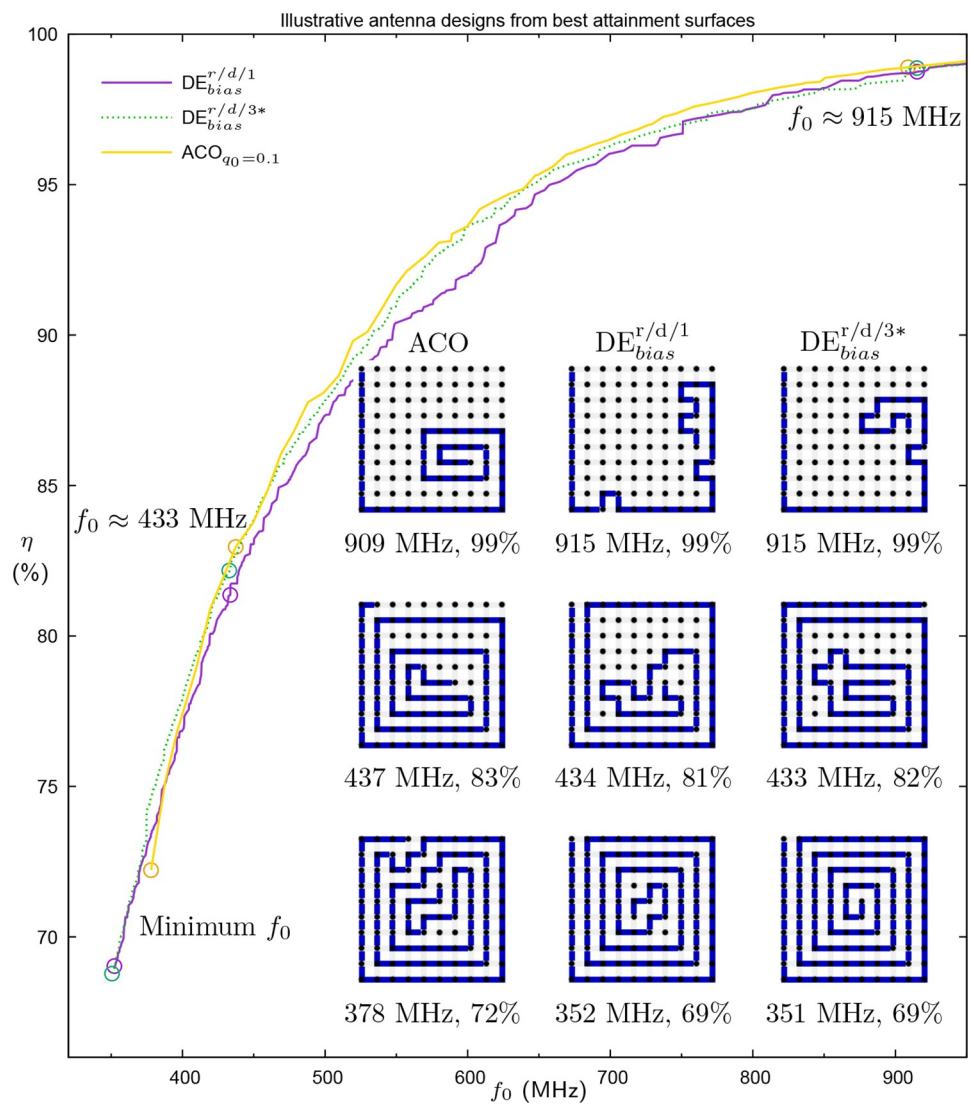 Illustrative antenna designs from best attainment surfaces
100
DE^{r/d/1}_{bias}
DE^{r/d/3*}_{bias}
ACO_{q_0=0.1}
f_0 ≈ 915 MHz
95
90
ACO DE^{r/d/1}_{bias} DE^{r/d/3*}_{bias}
85
f_0 ≈ 433 MHz
909 MHz, 99% 915 MHz, 99% 915 MHz, 99%
η
(%)
80
437 MHz, 83% 434 MHz, 81% 433 MHz, 82%
75
70
Minimum f_0
378 MHz, 72% 352 MHz, 69% 351 MHz, 69%
400 500 600 700 800 900
f_0 (MHz)